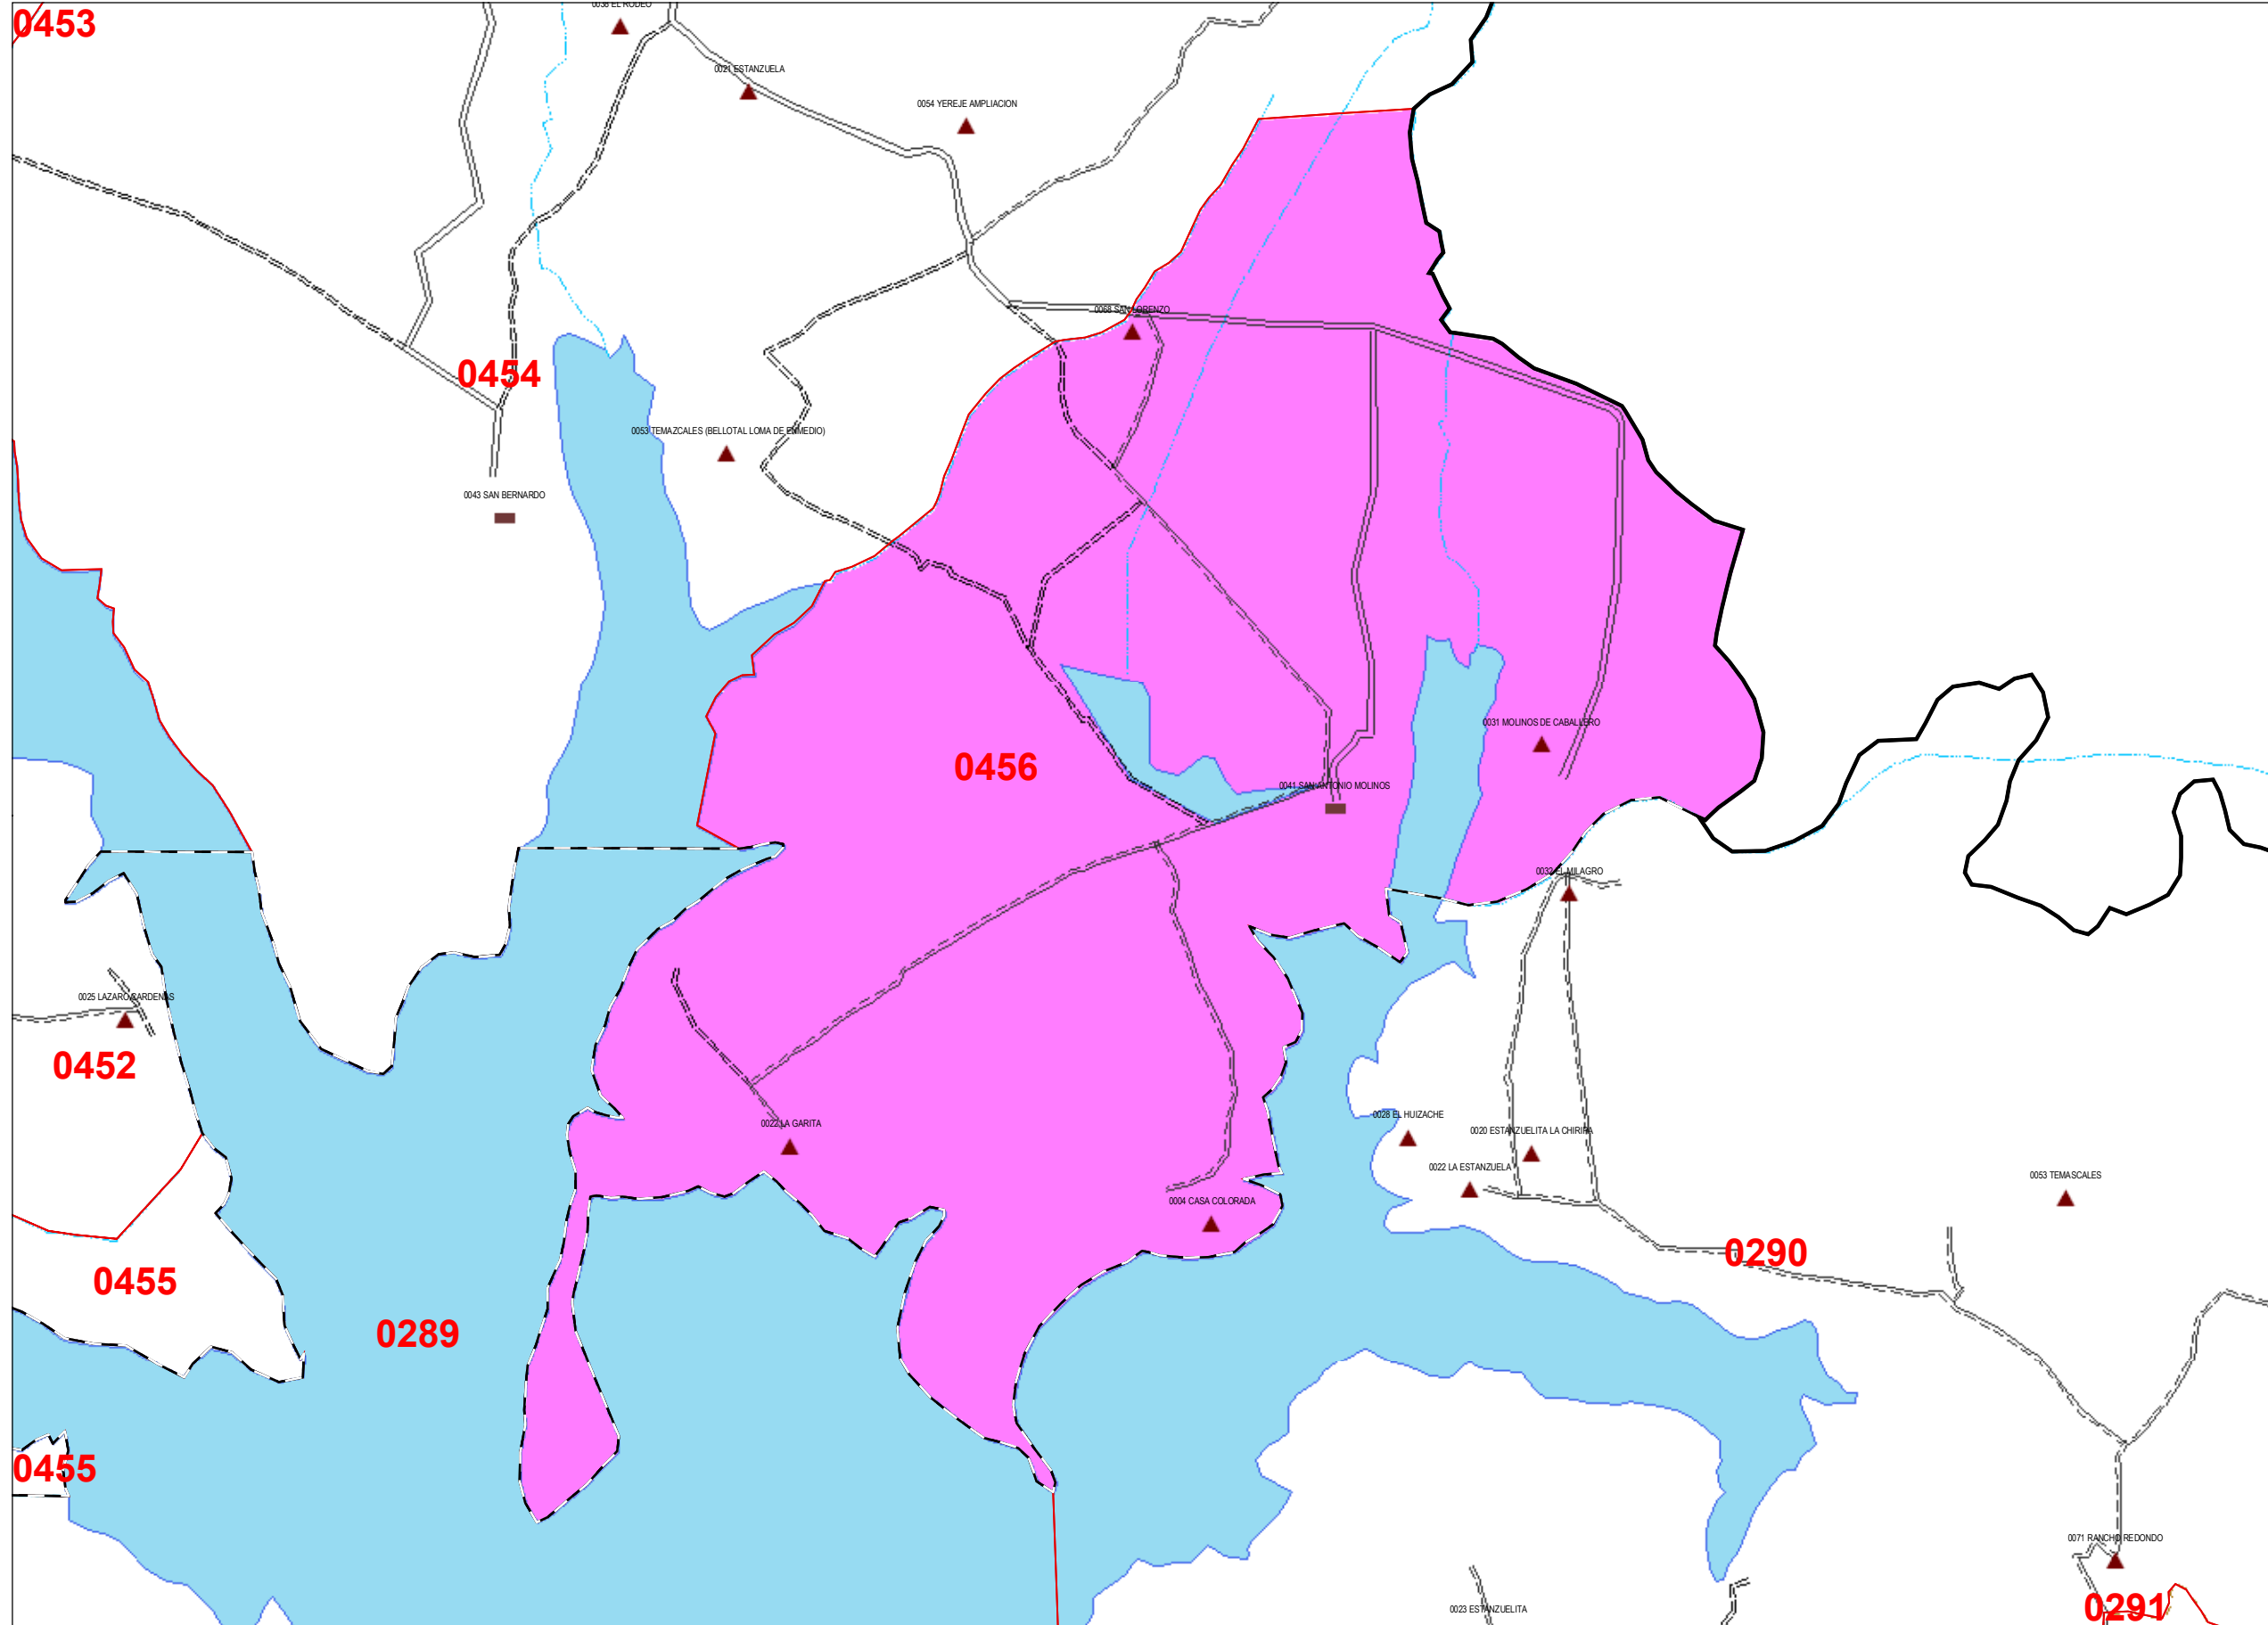 0453
0036 EL RODEO
0021 ESTANZUELA
0054 YEREJE AMPLIACION
0068 SAN LORENZO
0454
0053 TEMAZCALES (BELLOTAL LOMA DE ENMEDIO)
0043 SAN BERNARDO
0031 MOLINOS DE CABALLERO
0456
0041 SAN ANTONIO MOLINOS
0032 EL MILAGRO
0025 LAZARO CARDENAS
0452
0028 EL HUIZACHE
0022 LA GARITA
0020 ESTANZUELITA LA CHIRIPA
0022 LA ESTANZUELA
0053 TEMASCALES
0004 CASA COLORADA
0290
0455
0289
0455
0071 RANCHO REDONDO
0291
0023 ESTANZUELITA